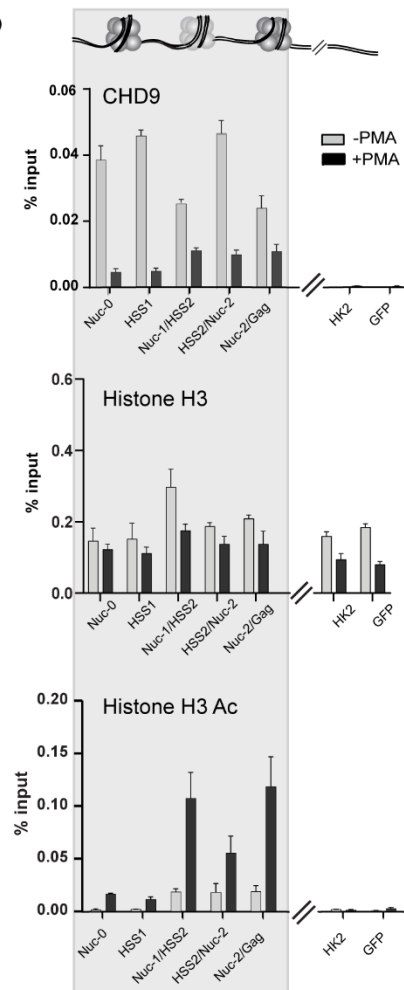 CHD9
-PMA
+PMA
% input
0.06
0.04
0.02
0.00
Nuc-0
HSS1
Nuc-1/HSS2
HSS2/Nuc-2
Nuc-2/Gag
HK2
GFP
Histone H3
% input
0.6
0.4
0.2
0.0
Nuc-0
HSS1
Nuc-1/HSS2
HSS2/Nuc-2
Nuc-2/Gag
HK2
GFP
Histone H3 Ac
% input
0.20
0.15
0.10
0.05
0.00
Nuc-0
HSS1
Nuc-1/HSS2
HSS2/Nuc-2
Nuc-2/Gag
HK2
GFP